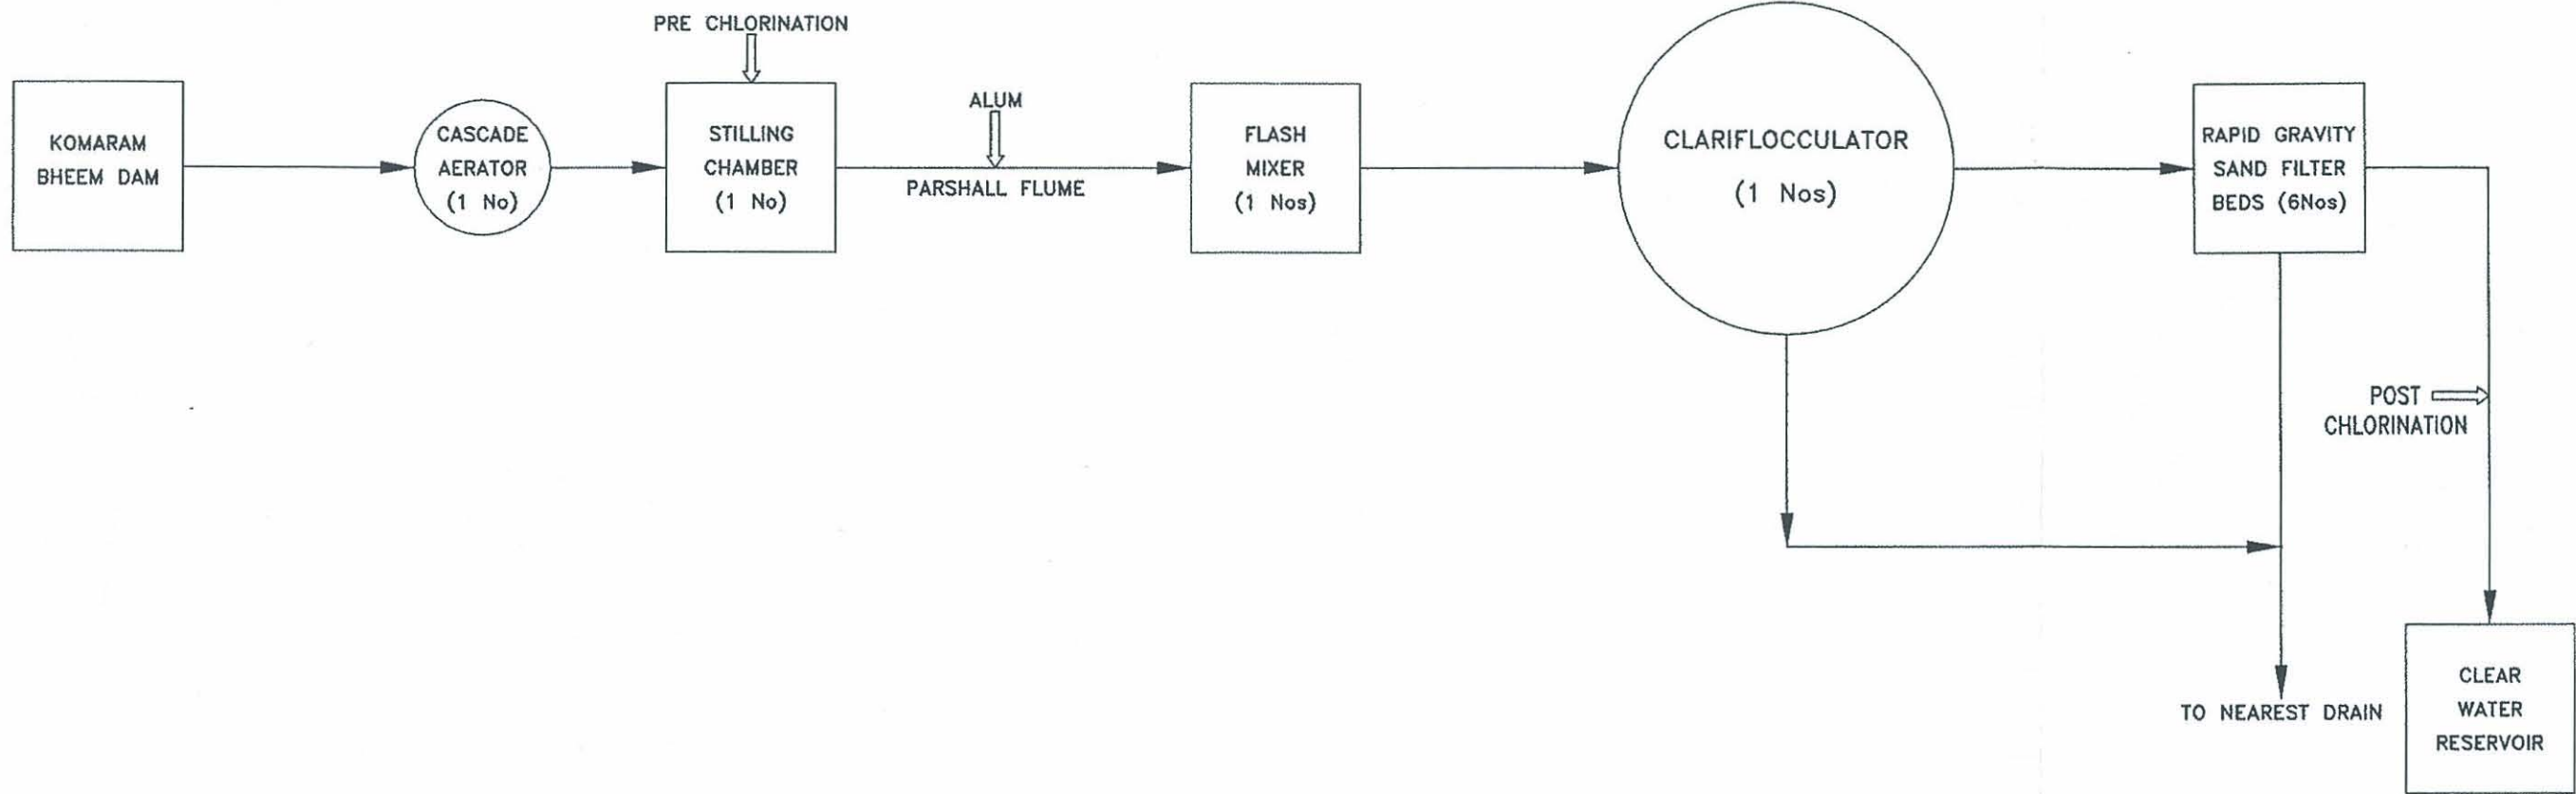 PRE CHLORINATION
KOMARAM
BHEEM DAM
CASCADE
AERATOR
(1 No)
STILLING
CHAMBER
(1 No)
ALUM
PARSHALL FLUME
FLASH
MIXER
(1 Nos)
CLARIFLOCCULATOR
(1 Nos)
RAPID GRAVITY
SAND FILTER
BEDS (6Nos)
POST
CHLORINATION
TO NEAREST DRAIN
CLEAR
WATER
RESERVOIR